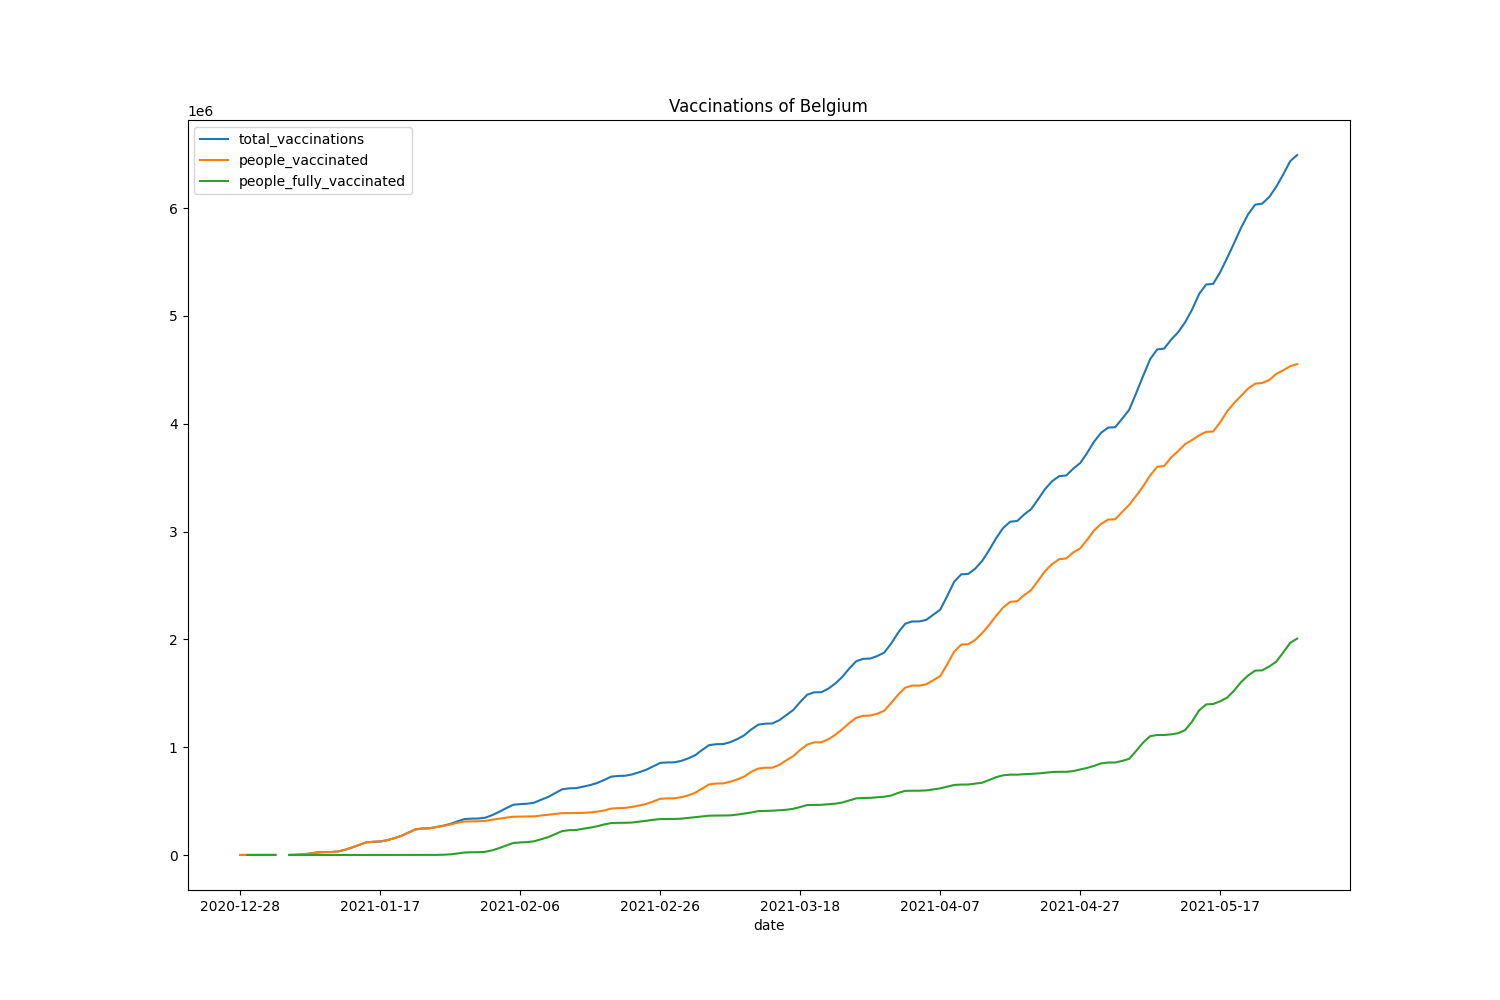 Vaccinations of Belgium
1e6
total_vaccinations
people_vaccinated
people_fully_vaccinated
6
5
4
3
2
1
0
2020-12-28 2021-01-17 2021-02-06 2021-02-26 2021-03-18 2021-04-07 2021-04-27 2021-05-17
date